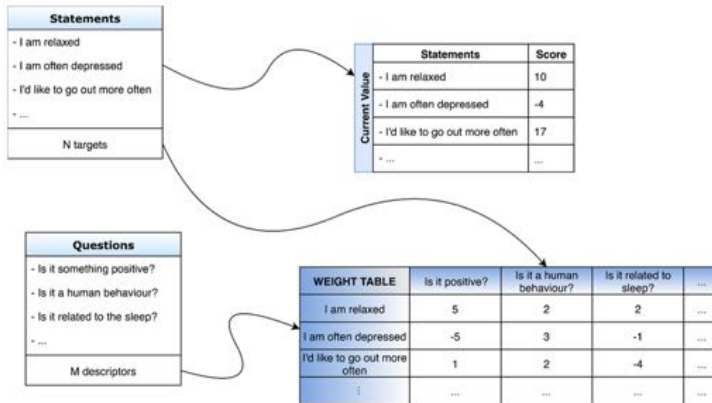 Statements
- I am relaxed
- I am often depressed
- I'd like to go out more often
- ...
N targets
Current Value
Statements Score
- I am relaxed 10
- I am often depressed -4
- I'd like to go out more often 17
- ... ...
Questions
- Is it something positive?
- Is it a human behaviour?
- Is it related to the sleep?
- ...
M descriptors
WEIGHT TABLE Is it positive? Is it a human behaviour? Is it related to sleep? ...
I am relaxed 5 2 2 ...
I am often depressed -5 3 -1 ...
I'd like to go out more often 1 2 -4 ...
⋮ ... ... ... ...